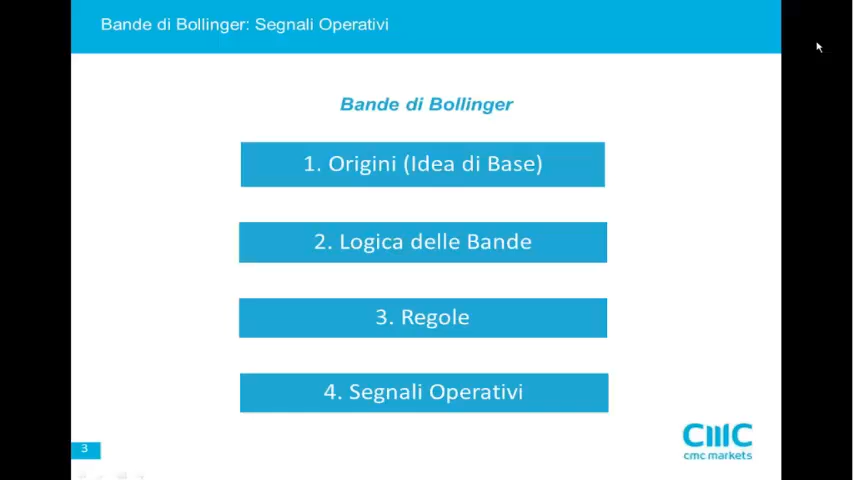 Bande di Bollinger: Segnali Operativi
Bande di Bollinger
1. Origini (Idea di Base)
2. Logica delle Bande
3. Regole
4. Segnali Operativi
CMC
cmc markets
3